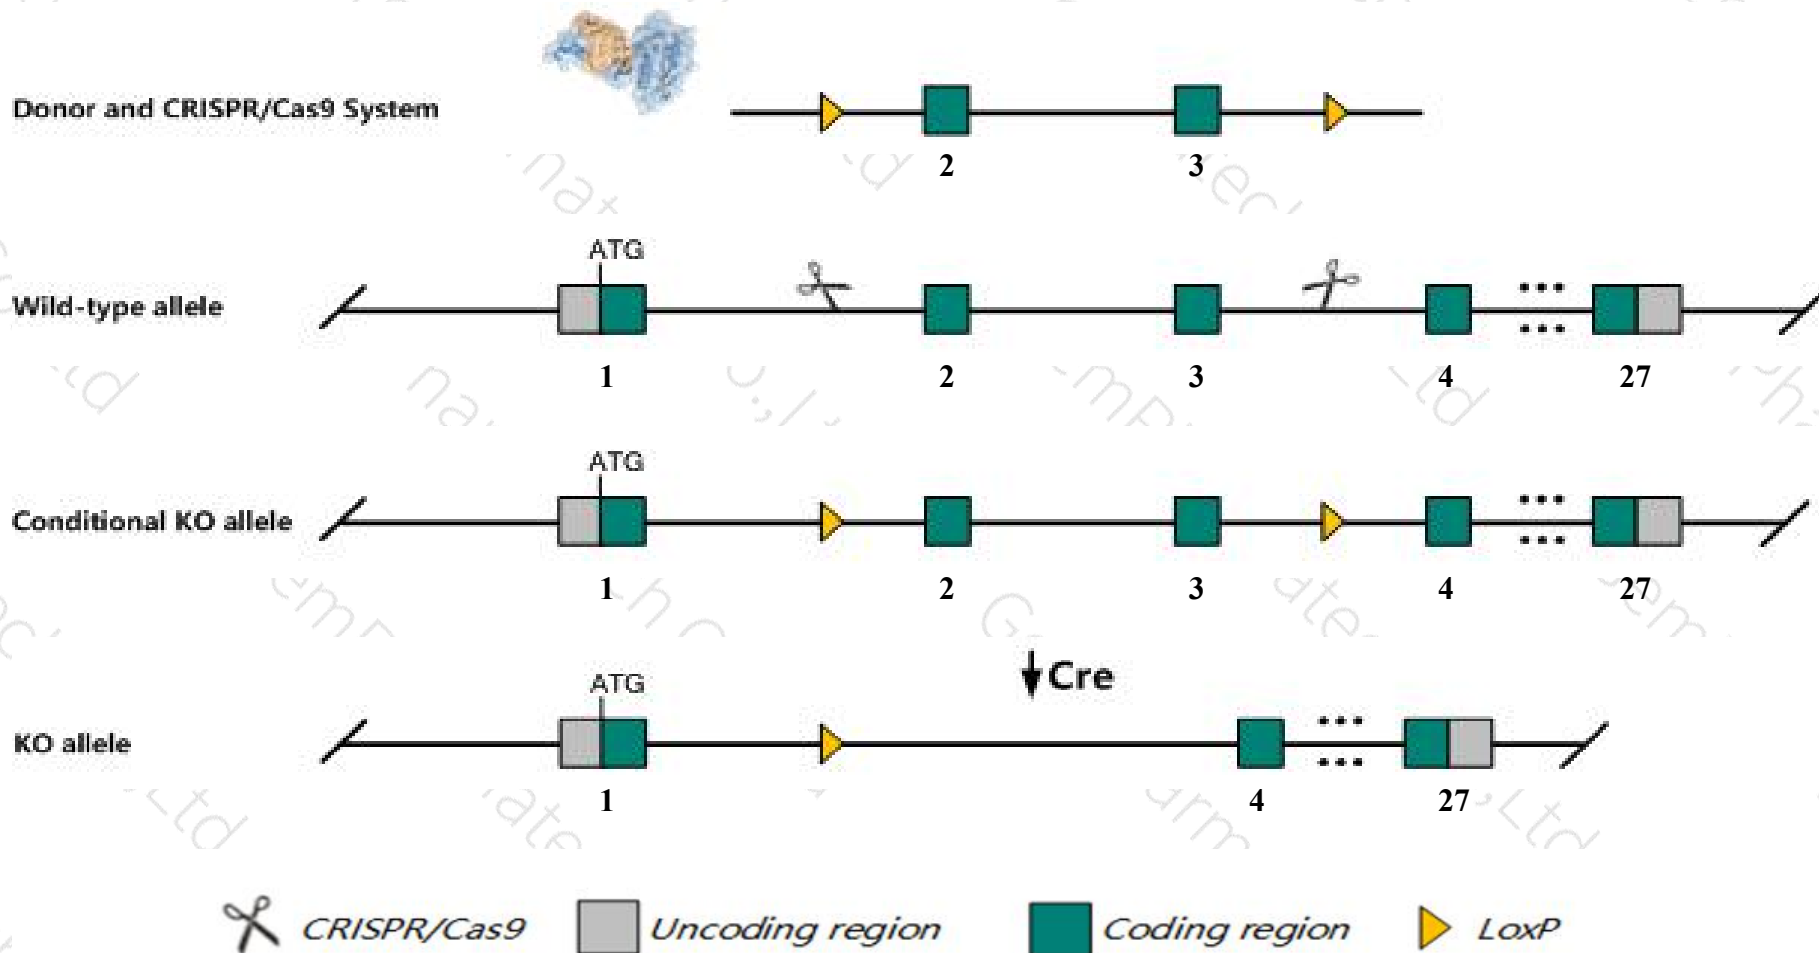 Donor and CRISPR/Cas9 System
2 3
ATG
Wild-type allele
1 2 3 4 27
ATG
Conditional KO allele
1 2 3 4 27
Cre
ATG
KO allele
1 4 27
CRISPR/Cas9 Uncoding region Coding region LoxP